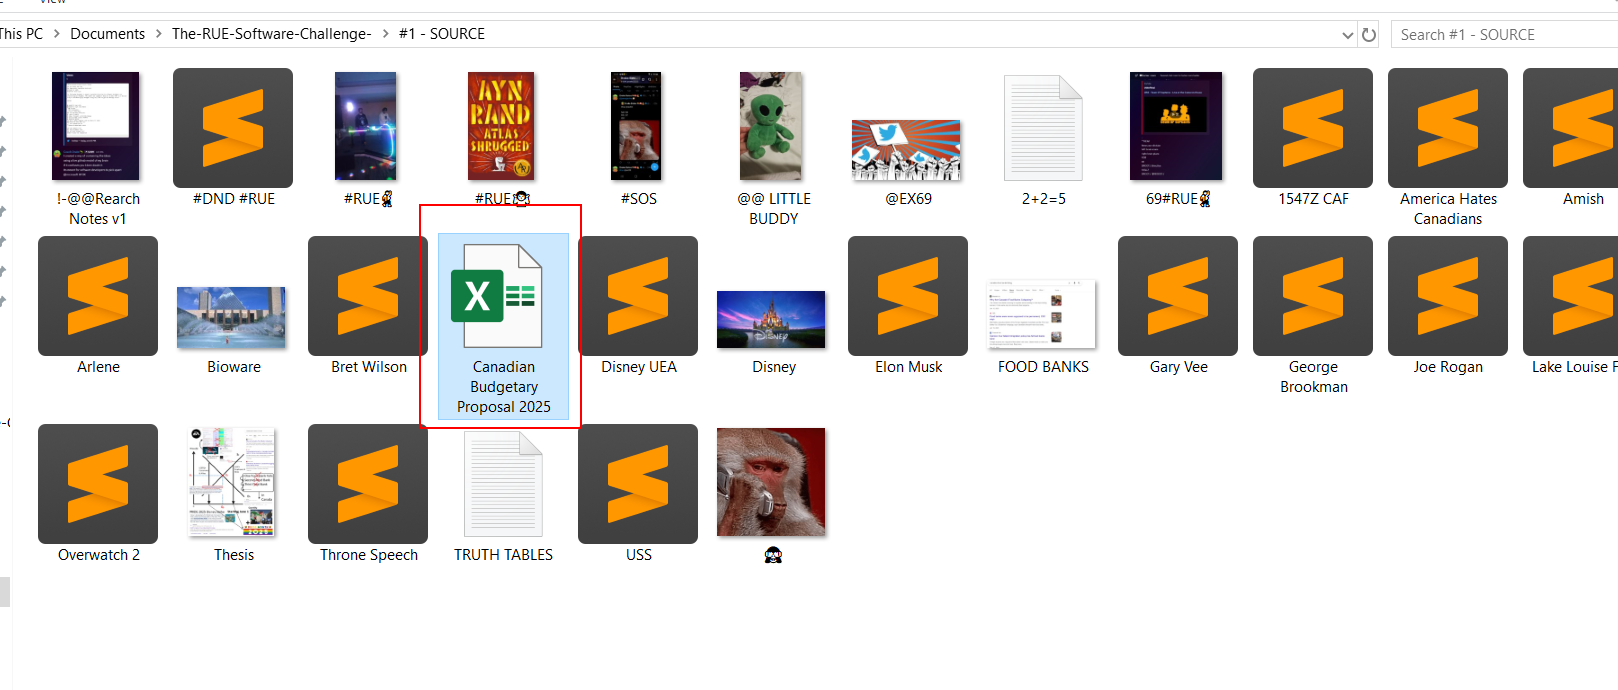 View
This PC > Documents > The-RUE-Software-Challenge- > #1 - SOURCE
Search #1 - SOURCE
AYN
RAND
ATLAS
SHRUGGED
!-@@Rearch
Notes v1
#DND #RUE
#RUE
#RUE
#SOS
@@ LITTLE
BUDDY
@EX69
2+2=5
69#RUE
1547Z CAF
America Hates
Canadians
Amish
X
Disney
Arlene
Bioware
Bret Wilson
Canadian
Budgetary
Proposal 2025
Disney UEA
Disney
Elon Musk
FOOD BANKS
Gary Vee
George
Brookman
Joe Rogan
Lake Louise F
Overwatch 2
Thesis
Throne Speech
TRUTH TABLES
USS